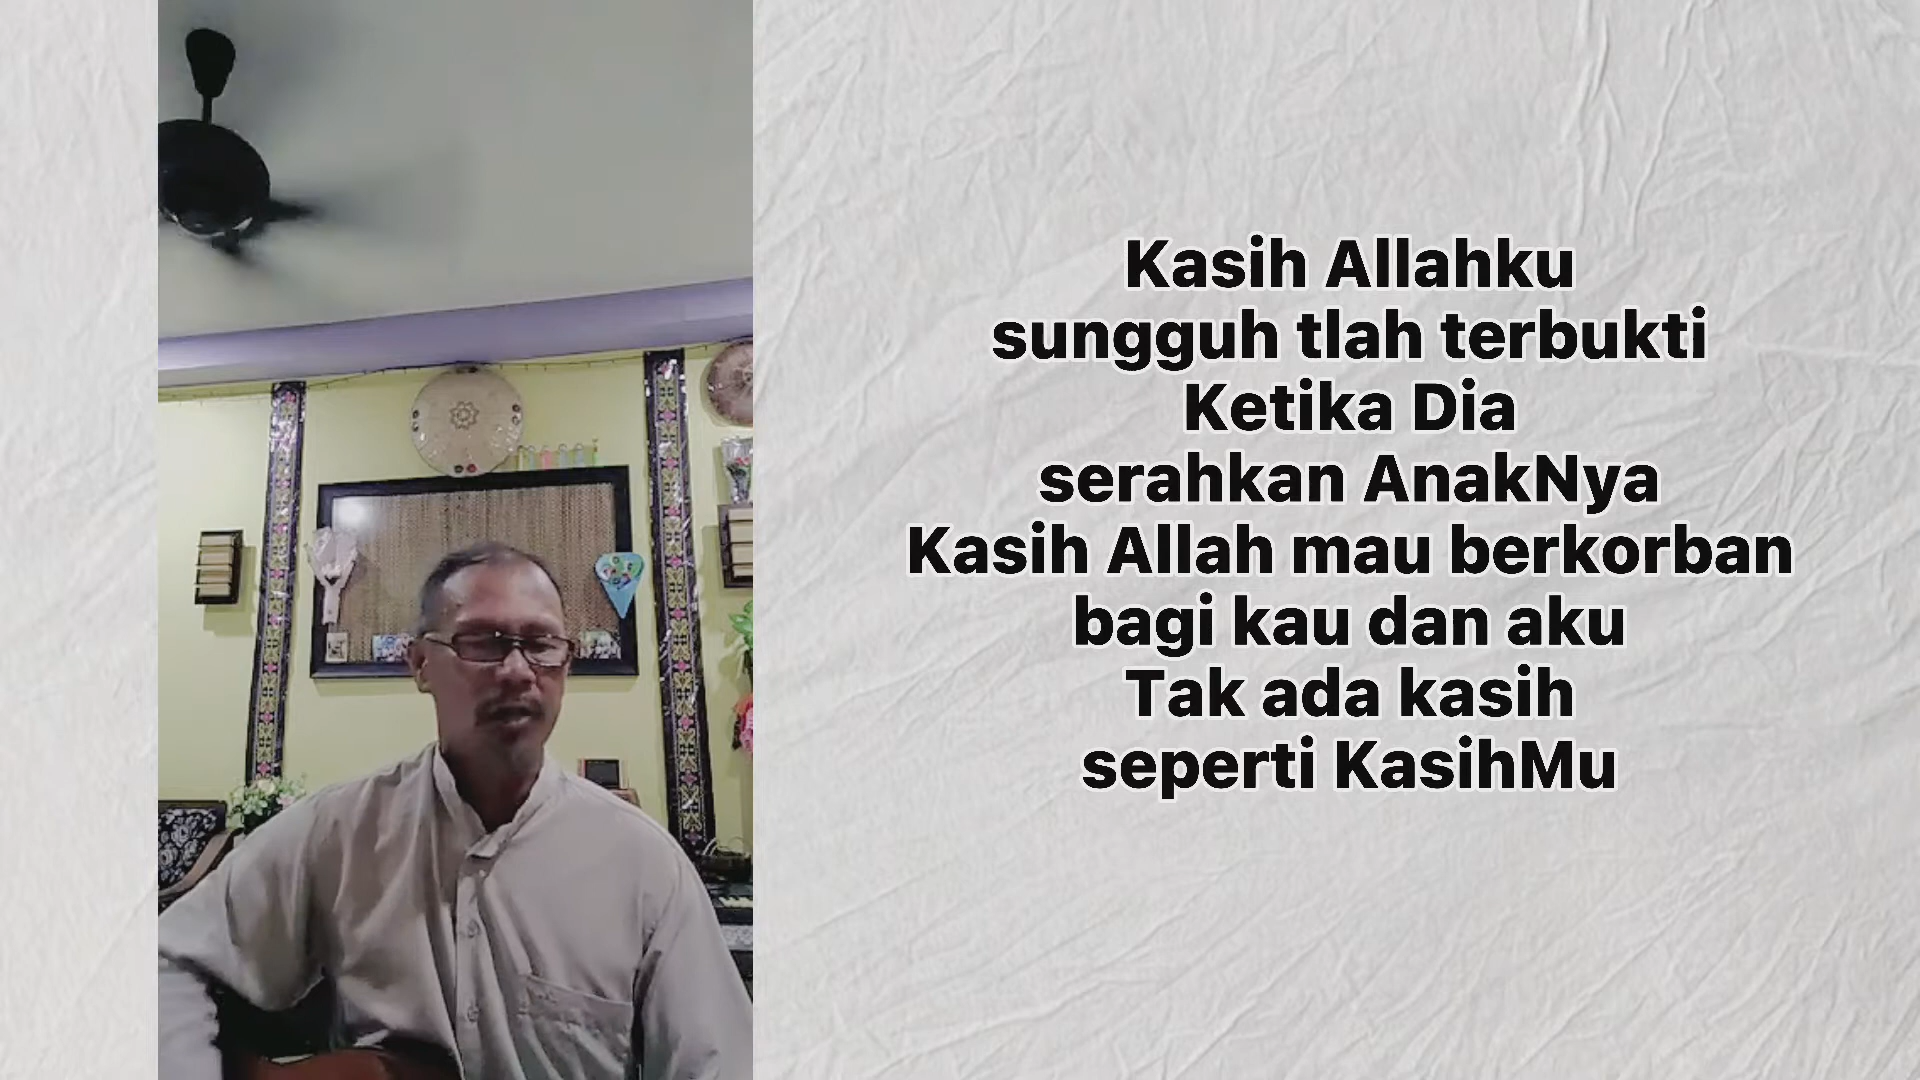 Kasih Allahku
sungguh tlah terbukti
Ketika Dia
serahkan AnakNya
Kasih Allah mau berkorban
bagi kau dan aku
Tak ada kasih
seperti KasihMu